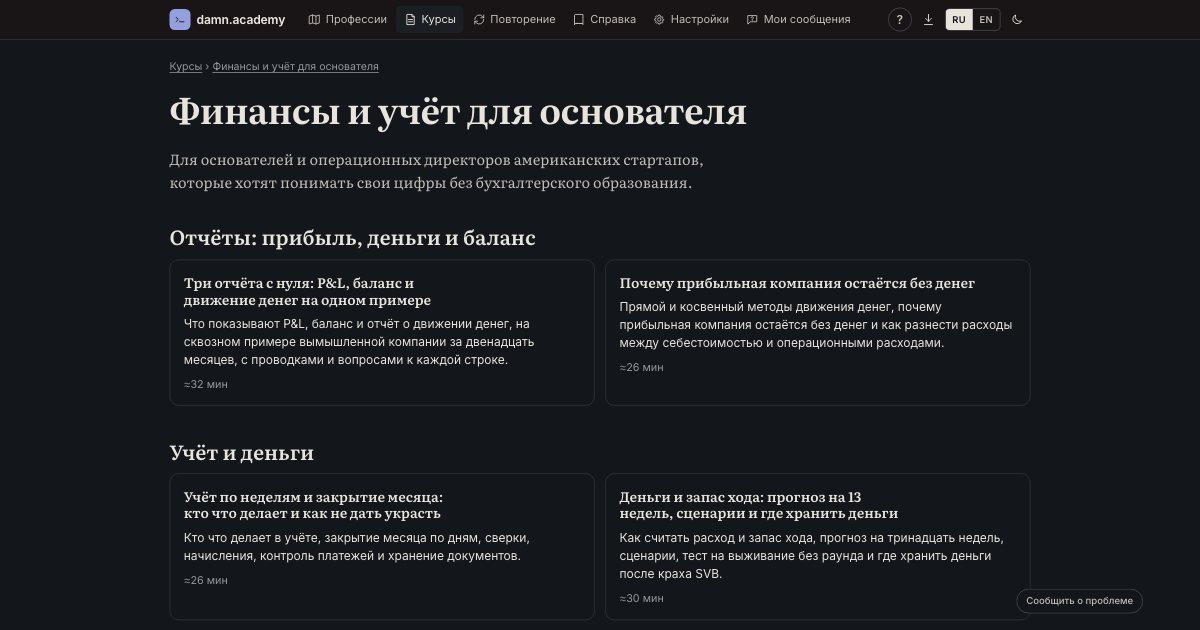 damn.academy
Профессии
Курсы
Повторение
Справка
Настройки
Мои сообщения
?
RU
EN
Курсы › Финансы и учёт для основателя
Финансы и учёт для основателя
Для основателей и операционных директоров американских стартапов,
которые хотят понимать свои цифры без бухгалтерского образования.
Отчёты: прибыль, деньги и баланс
Три отчёта с нуля: P&L, баланс и
движение денег на одном примере
Что показывают P&L, баланс и отчёт о движении денег, на
сквозном примере вымышленной компании за двенадцать
месяцев, с проводками и вопросами к каждой строке.
≈32 мин
Почему прибыльная компания остаётся без денег
Прямой и косвенный методы движения денег, почему
прибыльная компания остаётся без денег и как разнести расходы
между себестоимостью и операционными расходами.
≈26 мин
Учёт и деньги
Учёт по неделям и закрытие месяца:
кто что делает и как не дать украсть
Кто что делает в учёте, закрытие месяца по дням, сверки,
начисления, контроль платежей и хранение документов.
≈26 мин
Деньги и запас хода: прогноз на 13
недель, сценарии и где хранить деньги
Как считать расход и запас хода, прогноз на тринадцать недель,
сценарии, тест на выживание без раунда и где хранить деньги
после краха SVB.
≈30 мин
Сообщить о проблеме